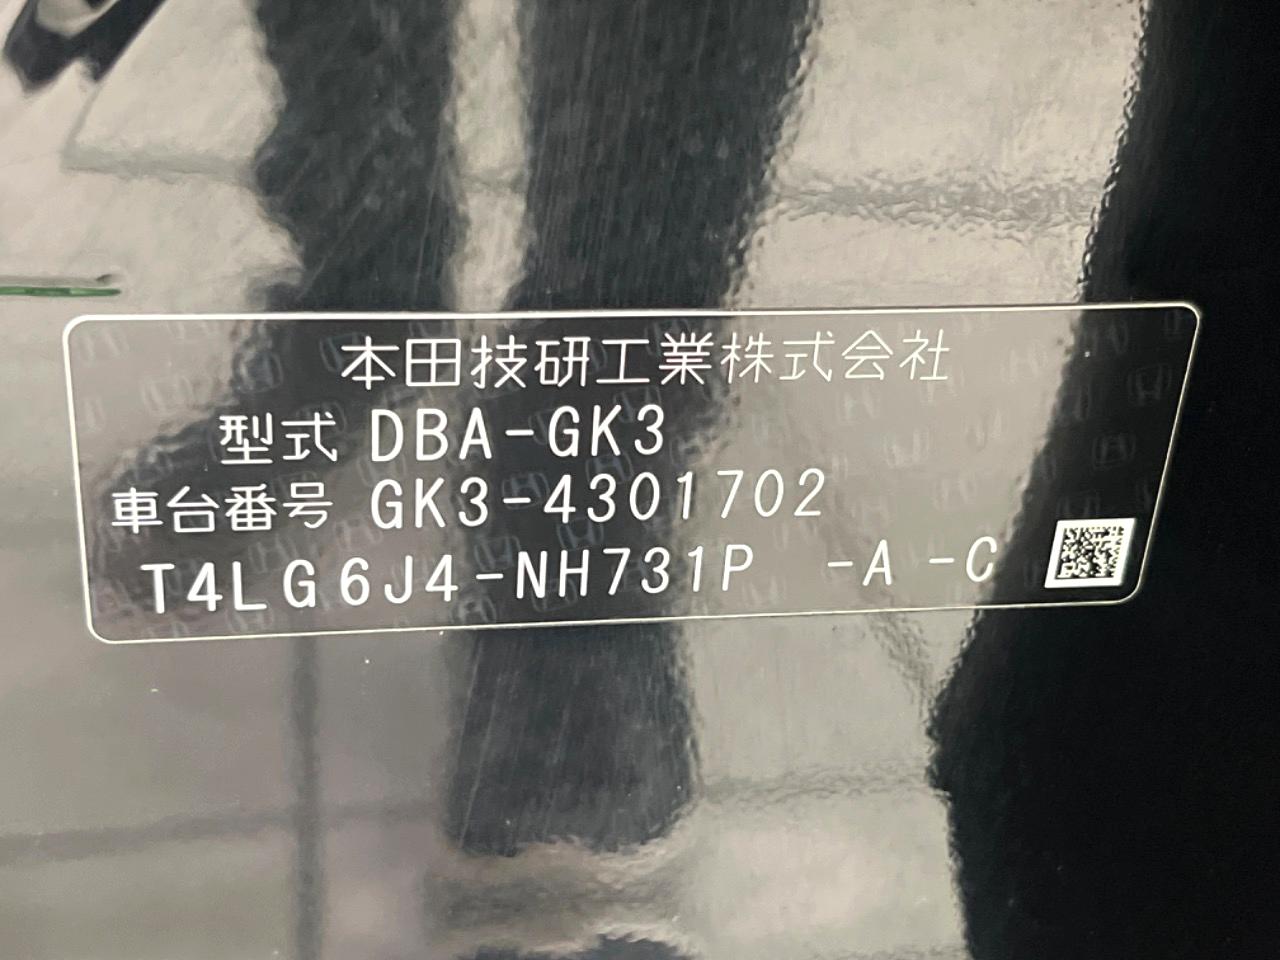 本田技研工業株式会社
型式 DBA-GK3
車台番号 GK3-4301702
T4LG6J4-NH731P -A -C